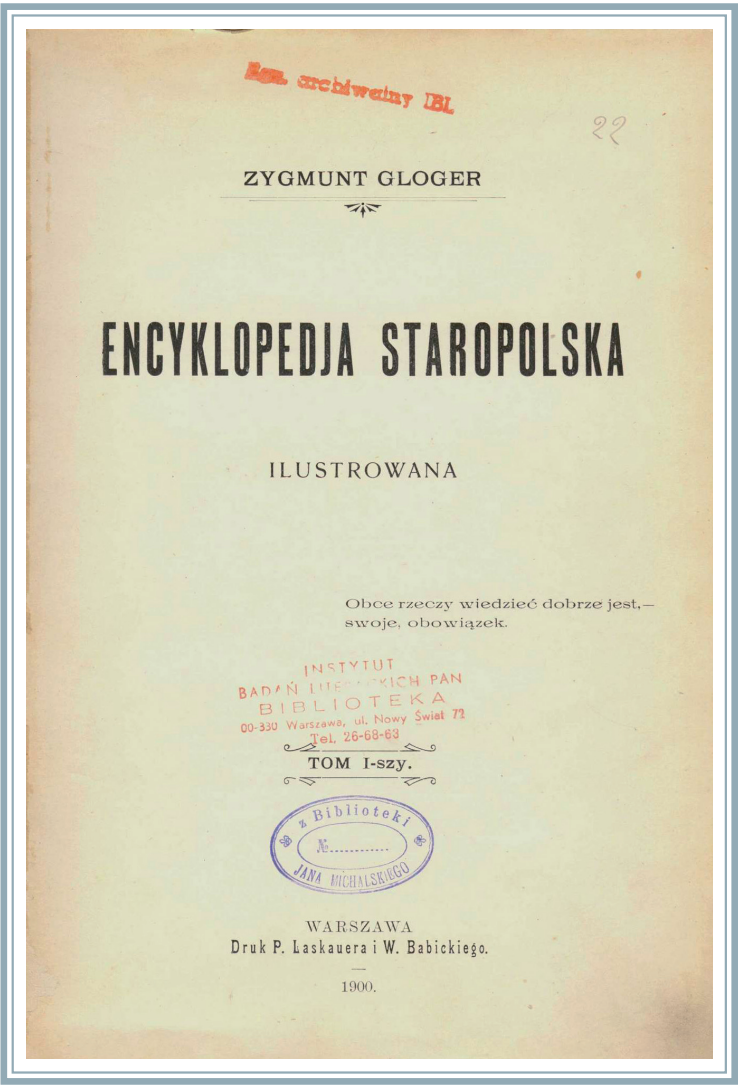 Egz. archiwalny IBL
22
ZYGMUNT GLOGER
ENCYKLOPEDJA STAROPOLSKA
ILUSTROWANA
Obce rzeczy wiedzieć dobrze jest,—
swoje, obowiązek.
INSTYTUT
BADAŃ LITERACKICH PAN
BIBLIOTEKA
00-330 Warszawa, ul. Nowy Świat 72
Tel. 26-68-63
TOM I-szy.
z Biblioteki
№............
JANA MICHALSKIEGO
WARSZAWA
Druk P. Laskauera i W. Babickiego.
1900.